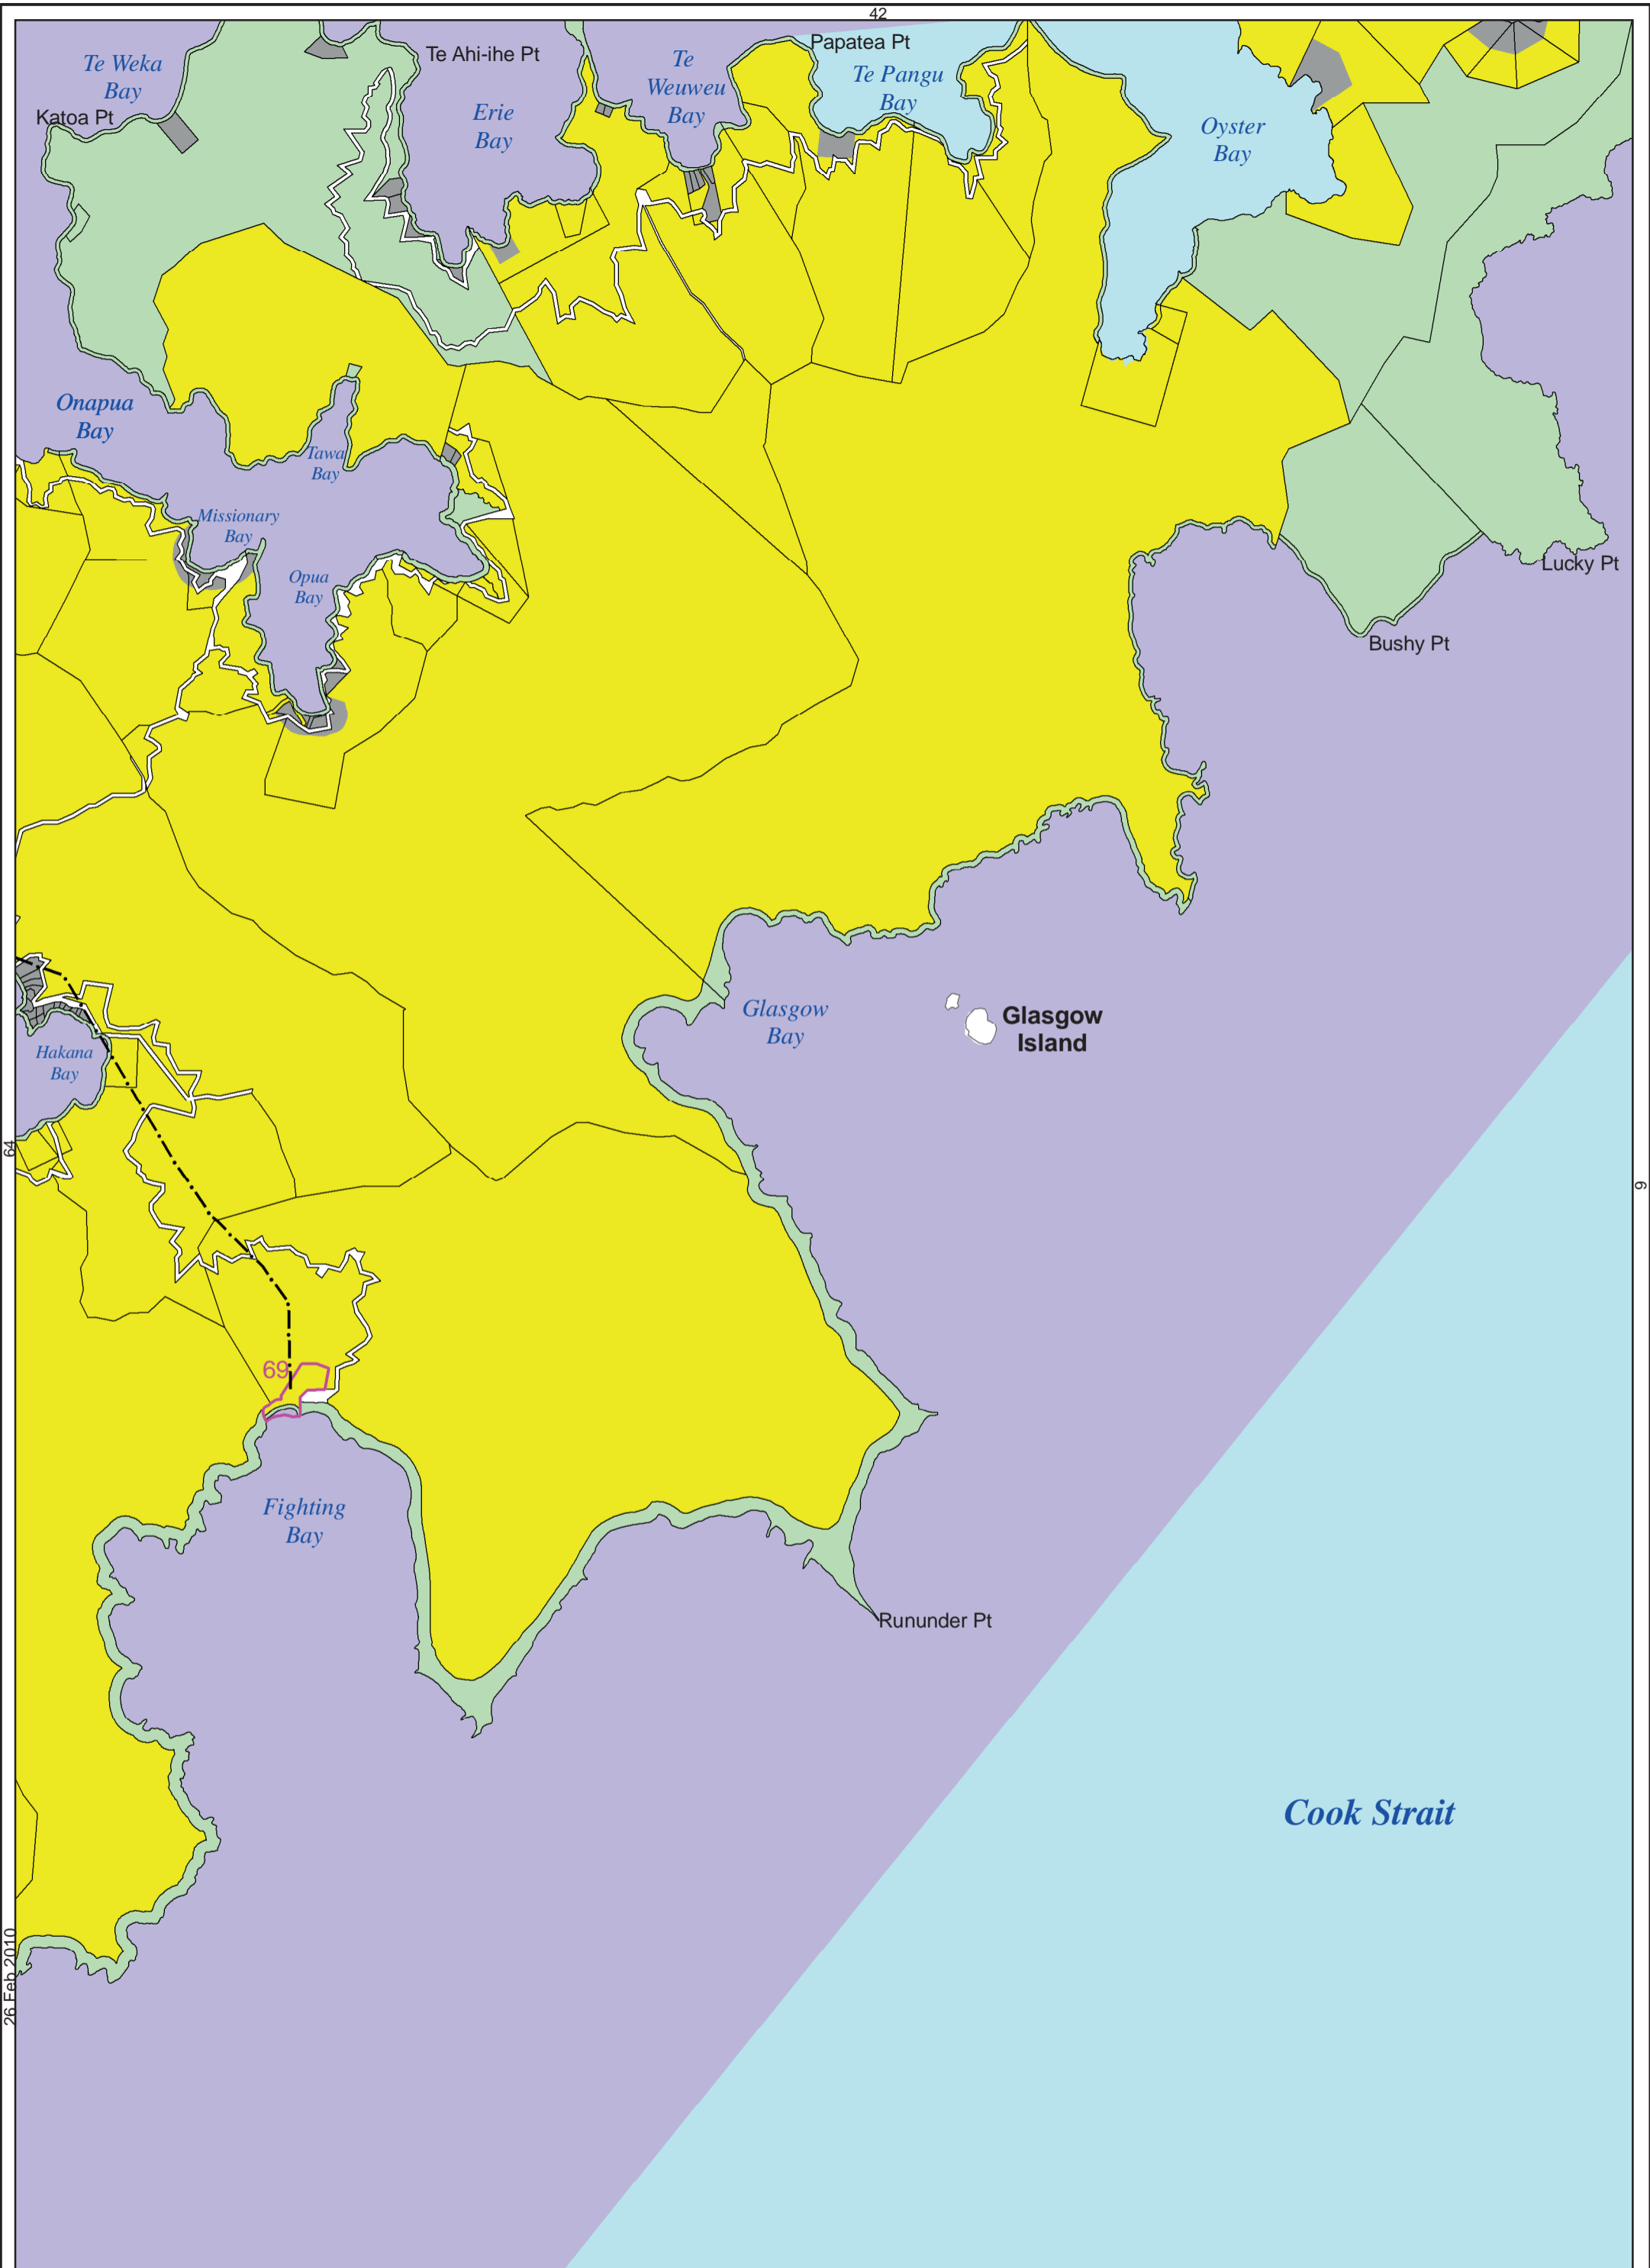 42
Te Weka
Bay
Te Ahi-ihe Pt
Te
Weuweu
Bay
Papatea Pt
Te Pangu
Bay
Katoa Pt
Erie
Bay
Oyster
Bay
Onapua
Bay
Tawa
Bay
Missionary
Bay
Opua
Bay
Lucky Pt
Bushy Pt
Glasgow
Bay
Glasgow
Island
Hakana
Bay
64
9
69
Fighting
Bay
Rununder Pt
Cook Strait
26 Feb 2010